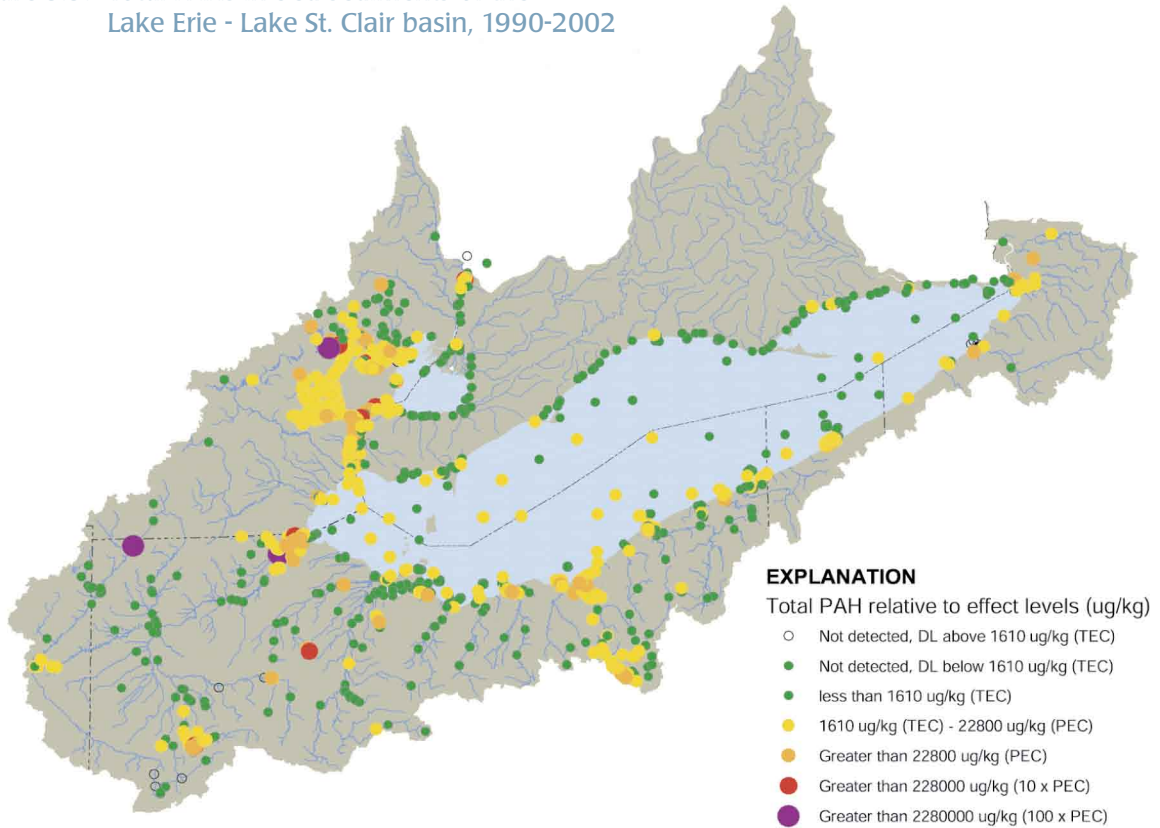 Lake Erie - Lake St. Clair basin, 1990-2002
EXPLANATION
Total PAH relative to effect levels (ug/kg)
Not detected, DL above 1610 ug/kg (TEC)
Not detected, DL below 1610 ug/kg (TEC)
less than 1610 ug/kg (TEC)
1610 ug/kg (TEC) - 22800 ug/kg (PEC)
Greater than 22800 ug/kg (PEC)
Greater than 228000 ug/kg (10 x PEC)
Greater than 2280000 ug/kg (100 x PEC)